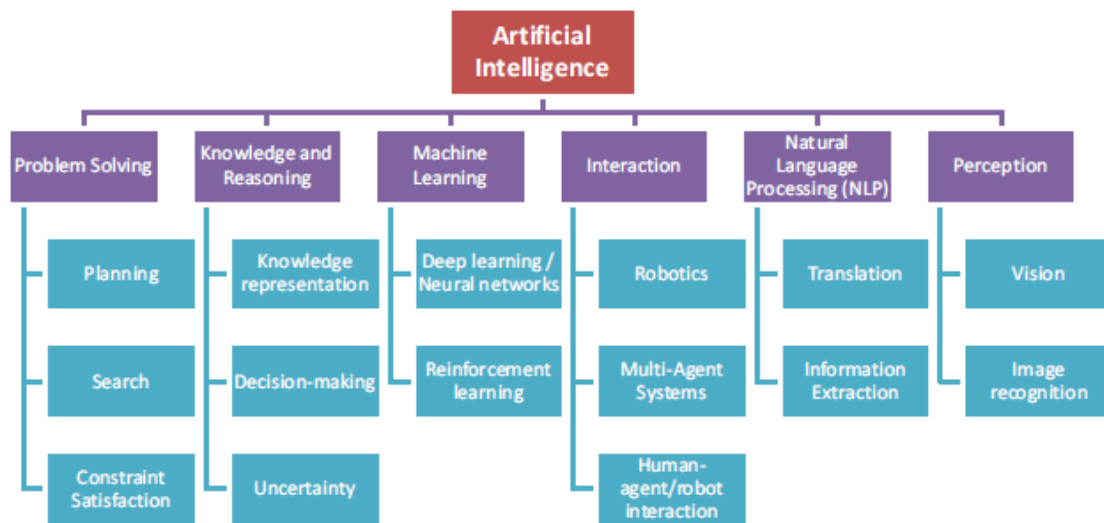 Artificial
Intelligence
Problem Solving
Knowledge and
Reasoning
Machine
Learning
Interaction
Natural
Language
Processing (NLP)
Perception
Planning
Knowledge
representation
Deep learning /
Neural networks
Robotics
Translation
Vision
Search
Decision-making
Reinforcement
learning
Multi-Agent
Systems
Information
Extraction
Image
recognition
Constraint
Satisfaction
Uncertainty
Human-
agent/robot
interaction